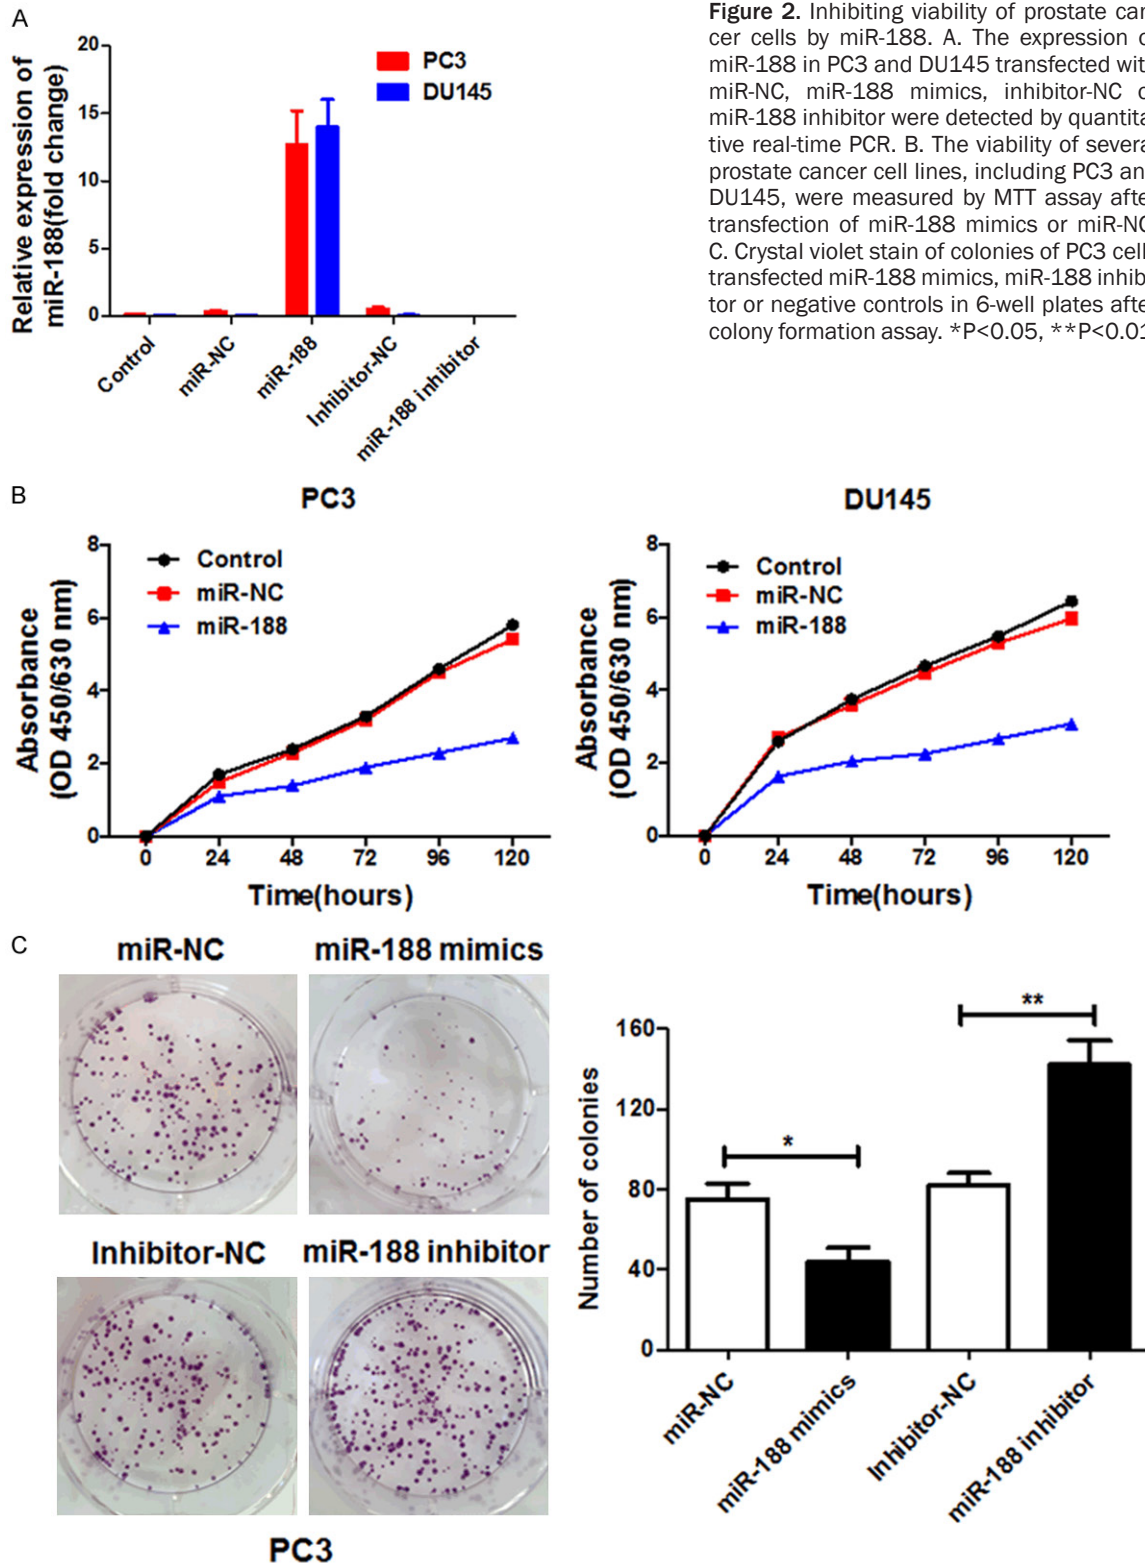 A
Relative expression of
miR-188(fold change)
20
15
10
5
0
PC3
DU145
Control
miR-NC
miR-188
Inhibitor-NC
miR-188 inhibitor
Figure 2. Inhibiting viability of prostate can
cer cells by miR-188. A. The expression o
miR-188 in PC3 and DU145 transfected wit
miR-NC, miR-188 mimics, inhibitor-NC o
miR-188 inhibitor were detected by quantita
tive real-time PCR. B. The viability of severa
prostate cancer cell lines, including PC3 an
DU145, were measured by MTT assay afte
transfection of miR-188 mimics or miR-NC
C. Crystal violet stain of colonies of PC3 cell
transfected miR-188 mimics, miR-188 inhibi
tor or negative controls in 6-well plates afte
colony formation assay. *P<0.05, **P<0.01
B
PC3
Absorbance
(OD 450/630 nm)
8
6
4
2
0
Control
miR-NC
miR-188
0 24 48 72 96 120
Time(hours)
DU145
Absorbance
(OD 450/630 nm)
8
6
4
2
0
Control
miR-NC
miR-188
0 24 48 72 96 120
Time(hours)
C
miR-NC miR-188 mimics
Inhibitor-NC miR-188 inhibitor
PC3
Number of colonies
160
120
80
40
0
*
**
miR-NC
miR-188 mimics
Inhibitor-NC
miR-188 inhibitor